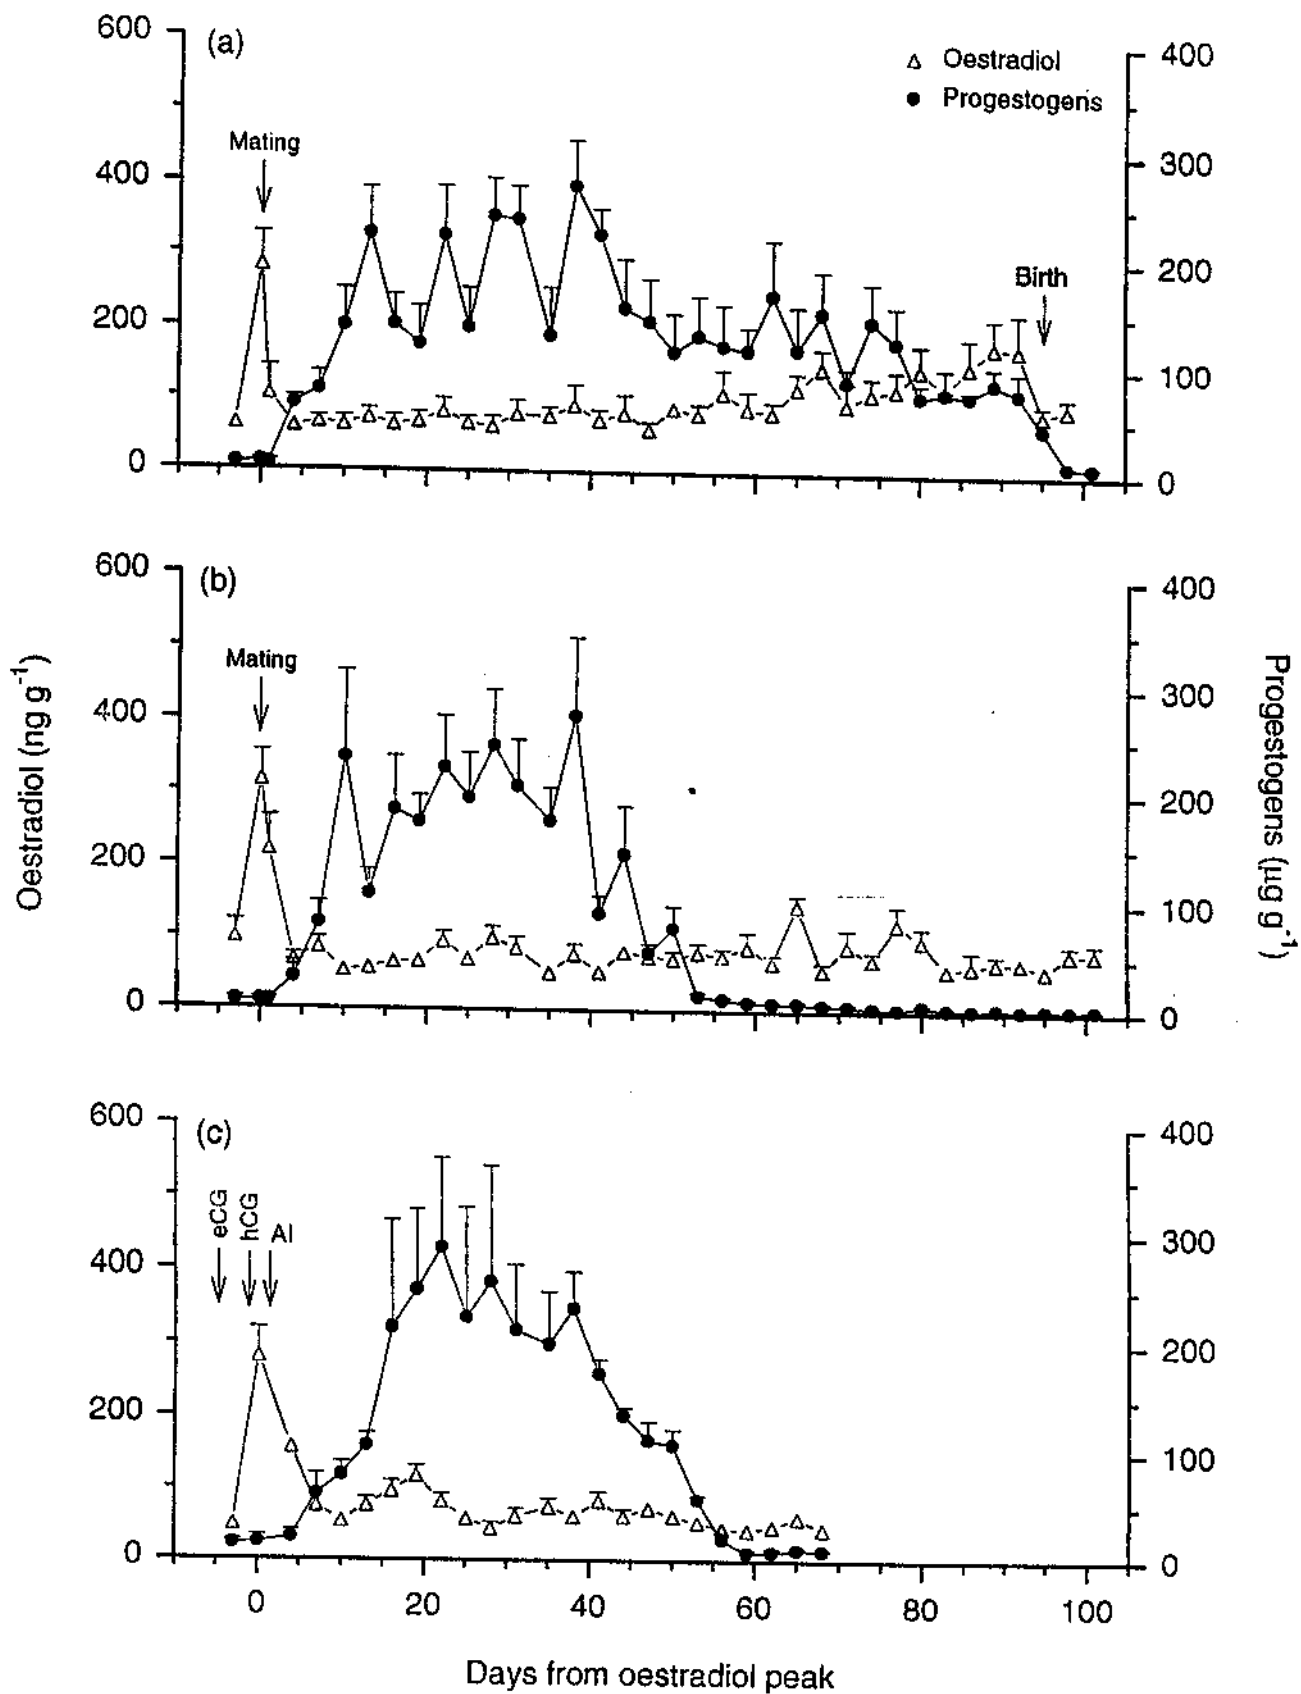 600
(a)
400
Oestradiol
Progestogens
Mating
400
300
200
Birth
200
100
0
0
600
(b)
400
Mating
400
300
200
200
100
0
0
Oestradiol (ng g-1)
Progestogens (µg g-1)
600
(c)
400
eCG
hCG
AI
300
400
200
200
100
0
0
0 20 40 60 80 100
Days from oestradiol peak